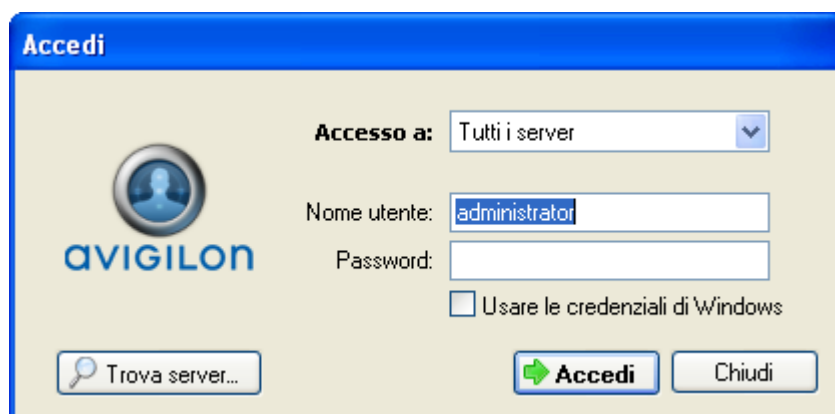 Accedi
Accesso a: Tutti i server
Nome utente: administrator
avigilon
Password:
Usare le credenziali di Windows
Trova server... Accedi Chiudi